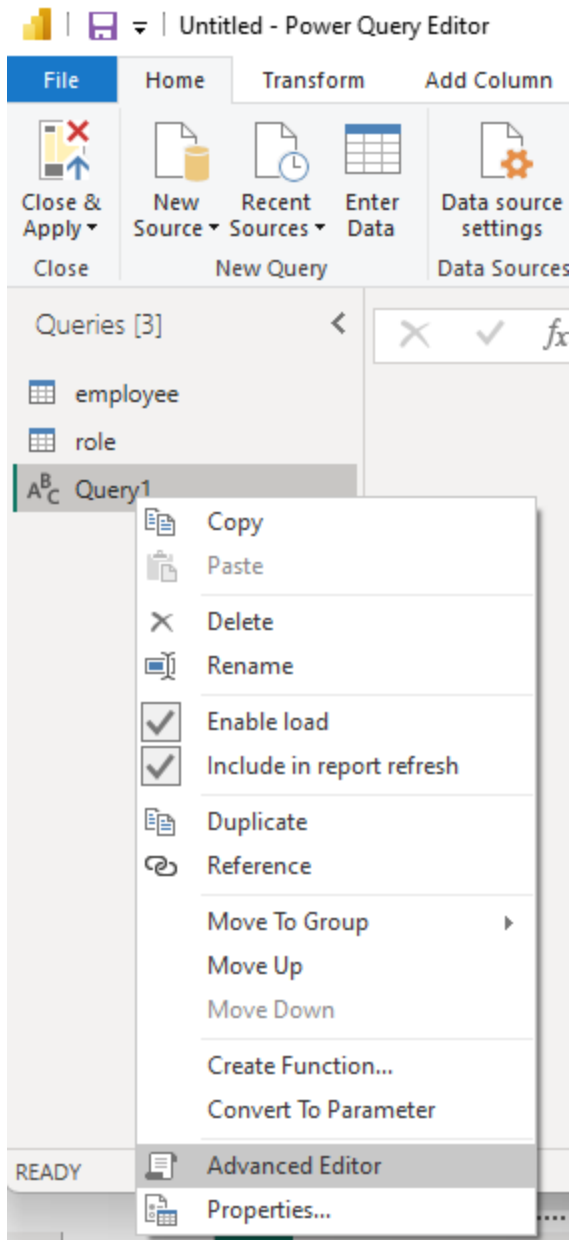 Untitled - Power Query Editor
File Home Transform Add Column
Close & Apply
New Source
Recent Sources
Enter Data
Data source settings
Close New Query Data Sources
Queries [3]
fx
employee
role
ABC Query1
Copy
Paste
Delete
Rename
Enable load
Include in report refresh
Duplicate
Reference
Move To Group
Move Up
Move Down
Create Function...
Convert To Parameter
READY Advanced Editor
Properties...